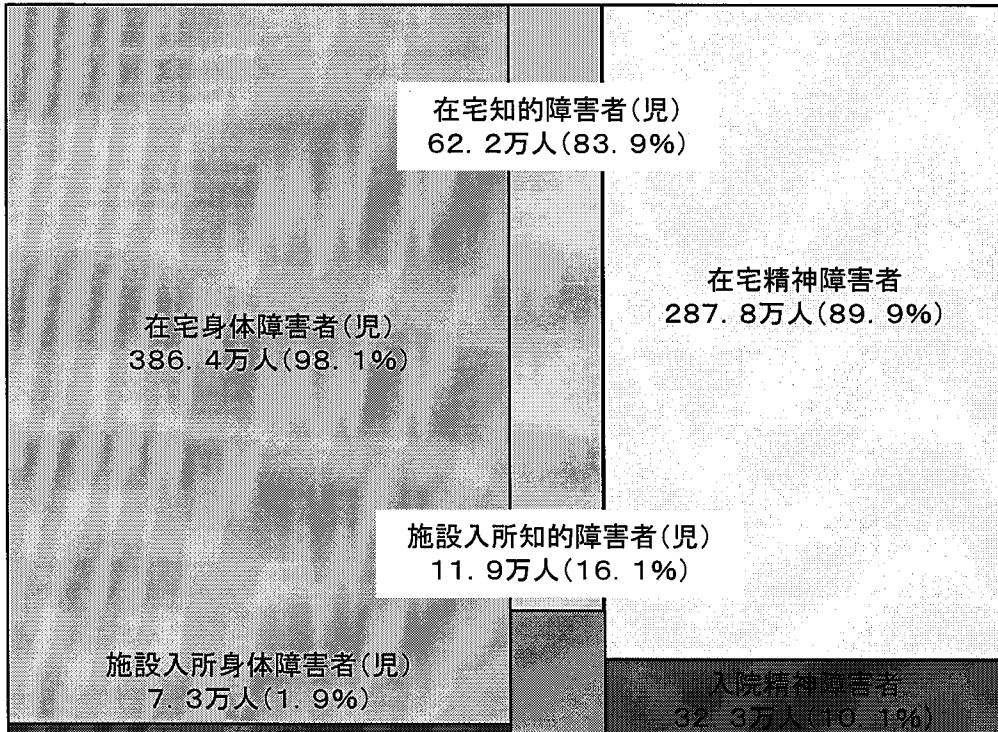 在宅知的障害者(児)
62.2万人(83.9%)
在宅精神障害者
287.8万人(89.9%)
在宅身体障害者(児)
386.4万人(98.1%)
施設入所知的障害者(児)
11.9万人(16.1%)
施設入所身体障害者(児)
7.3万人(1.9%)
入院精神障害者
32.3万人(10.1%)